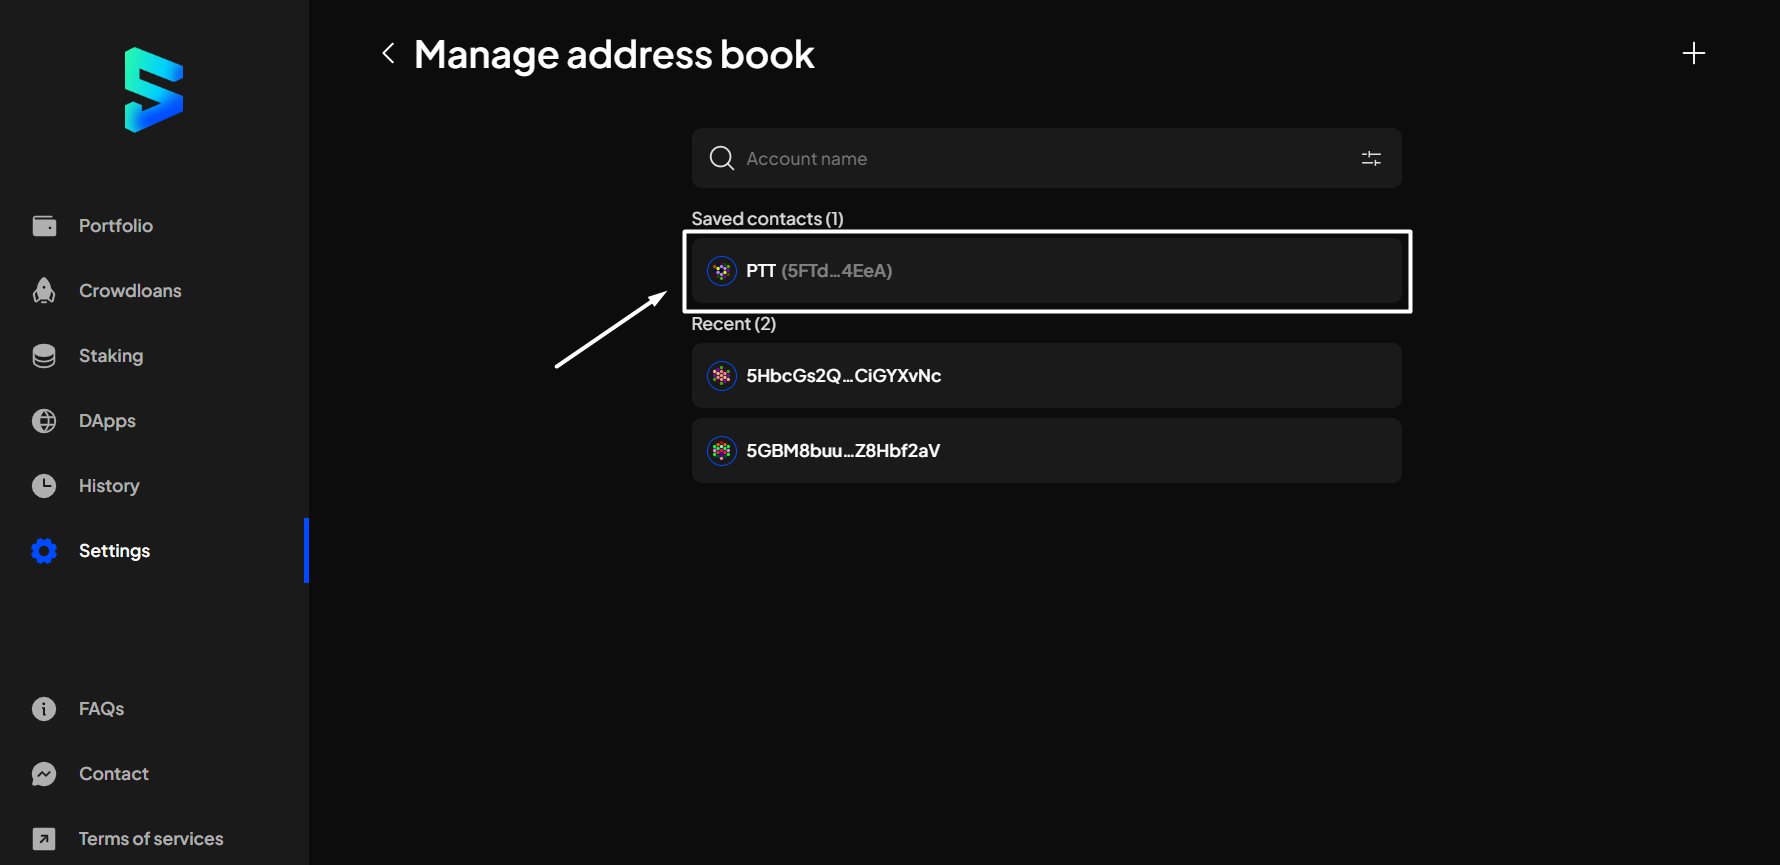 Portfolio
Crowdloans
Staking
DApps
History
Settings
FAQs
Contact
Terms of services
Manage address book
Account name
Saved contacts (1)
PTT (5FTd...4EeA)
Recent (2)
5HbcGs2Q...CiGYXvNc
5GBM8buu...Z8Hbf2aV